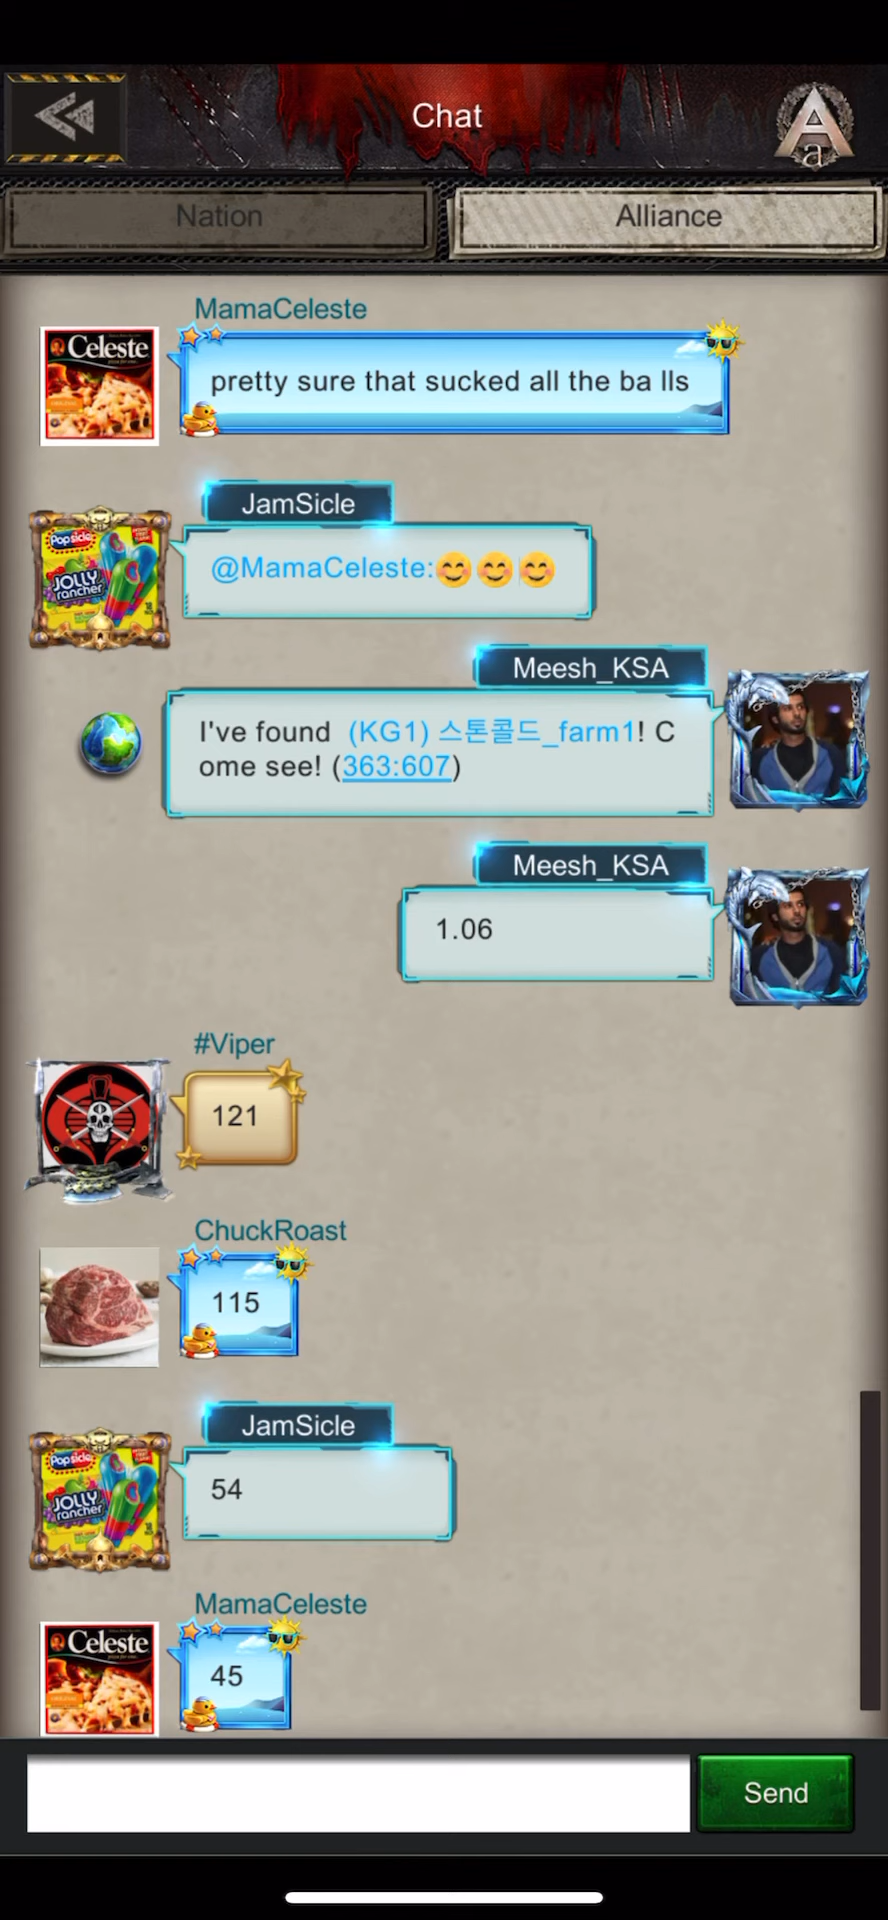 Chat
A
a
Nation
Alliance
MamaCeleste
Celeste
pretty sure that sucked all the ba lls
JamSicle
Popsicle
JOLLY
rancher
@MamaCeleste:😊😊😊
Meesh_KSA
I've found  (KG1) 스톤콜드_farm1! C
ome see! (363:607)
Meesh_KSA
1.06
#Viper
121
ChuckRoast
115
JamSicle
Popsicle
JOLLY
rancher
54
MamaCeleste
Celeste
45
Send